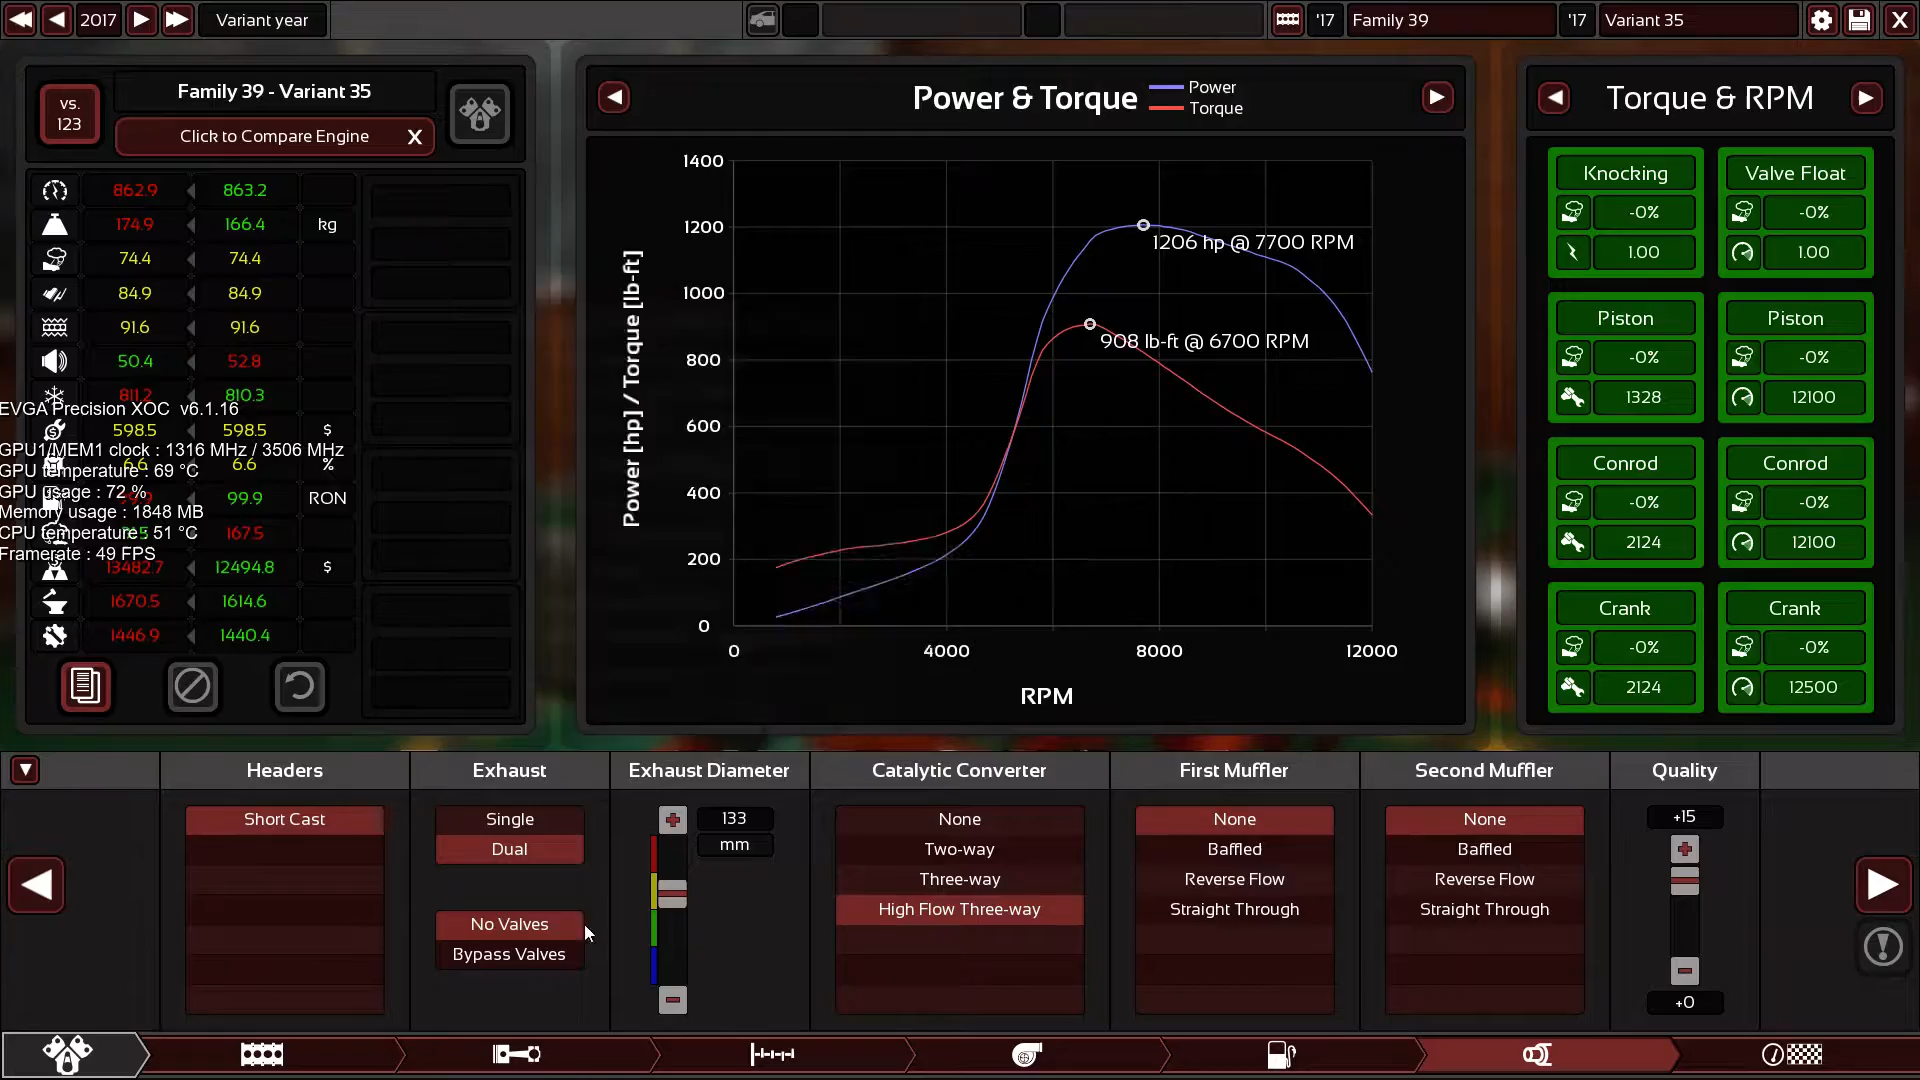 2017
Variant year
'17
Family 39
'17
Variant 35
X
vs.
123
Family 39 - Variant 35
Click to Compare Engine X
862.9 863.2
174.9 166.4 kg
74.4 74.4
84.9 84.9
91.6 91.6
50.4 52.8
811.2 810.3
EVGA Precision XOC v6.1.16
598.5 598.5 $
GPU1/MEM1 clock : 1316 MHz / 3506 MHz
6.6 6.6 %
GPU temperature : 69 °C
GPU usage : 72 %
99.9 RON
Memory usage : 1848 MB
CPU temperature : 51 °C
167.5
Framerate : 49 FPS
13482.7 12494.8 $
1670.5 1614.6
1446.9 1440.4
Power & Torque
Power
Torque
Power [hp] / Torque [lb-ft]
1400
1200
1000
800
600
400
200
0
1206 hp @ 7700 RPM
908 lb-ft @ 6700 RPM
0 4000 8000 12000
RPM
Torque & RPM
Knocking Valve Float
-0% -0%
1.00 1.00
Piston Piston
-0% -0%
1328 12100
Conrod Conrod
-0% -0%
2124 12100
Crank Crank
-0% -0%
2124 12500
Headers
Short Cast
Exhaust
Single
Dual
No Valves
Bypass Valves
Exhaust Diameter
133
mm
Catalytic Converter
None
Two-way
Three-way
High Flow Three-way
First Muffler
None
Baffled
Reverse Flow
Straight Through
Second Muffler
None
Baffled
Reverse Flow
Straight Through
Quality
+15
+0